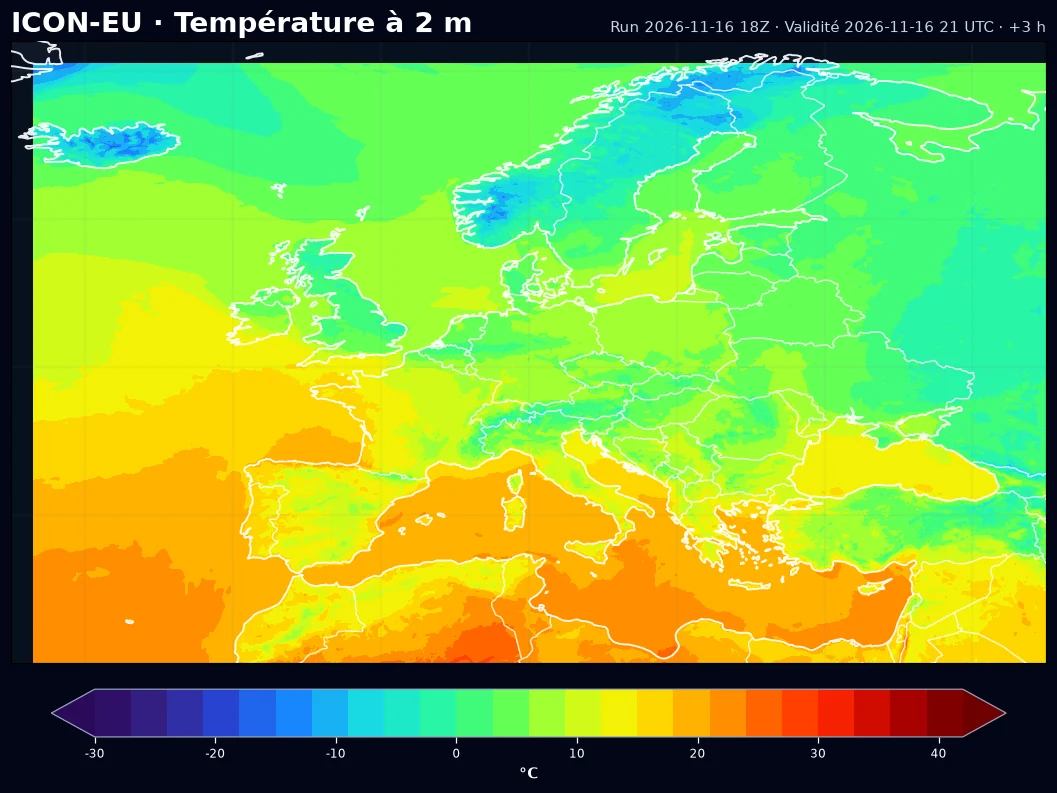 ICON-EU · Température à 2 m
Run 2026-11-16 18Z · Validité 2026-11-16 21 UTC · +3 h
-30 -20 -10 0 10 20 30 40
°C